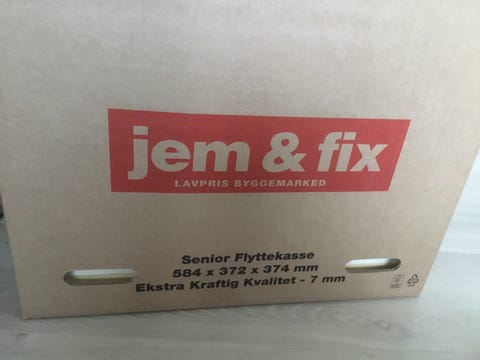 jem & fix
LAVPRIS BYGGEMARKED
Senior Flyttekasse
584 x 372 x 374 mm
Ekstra Kraftig Kvalitet - 7 mm